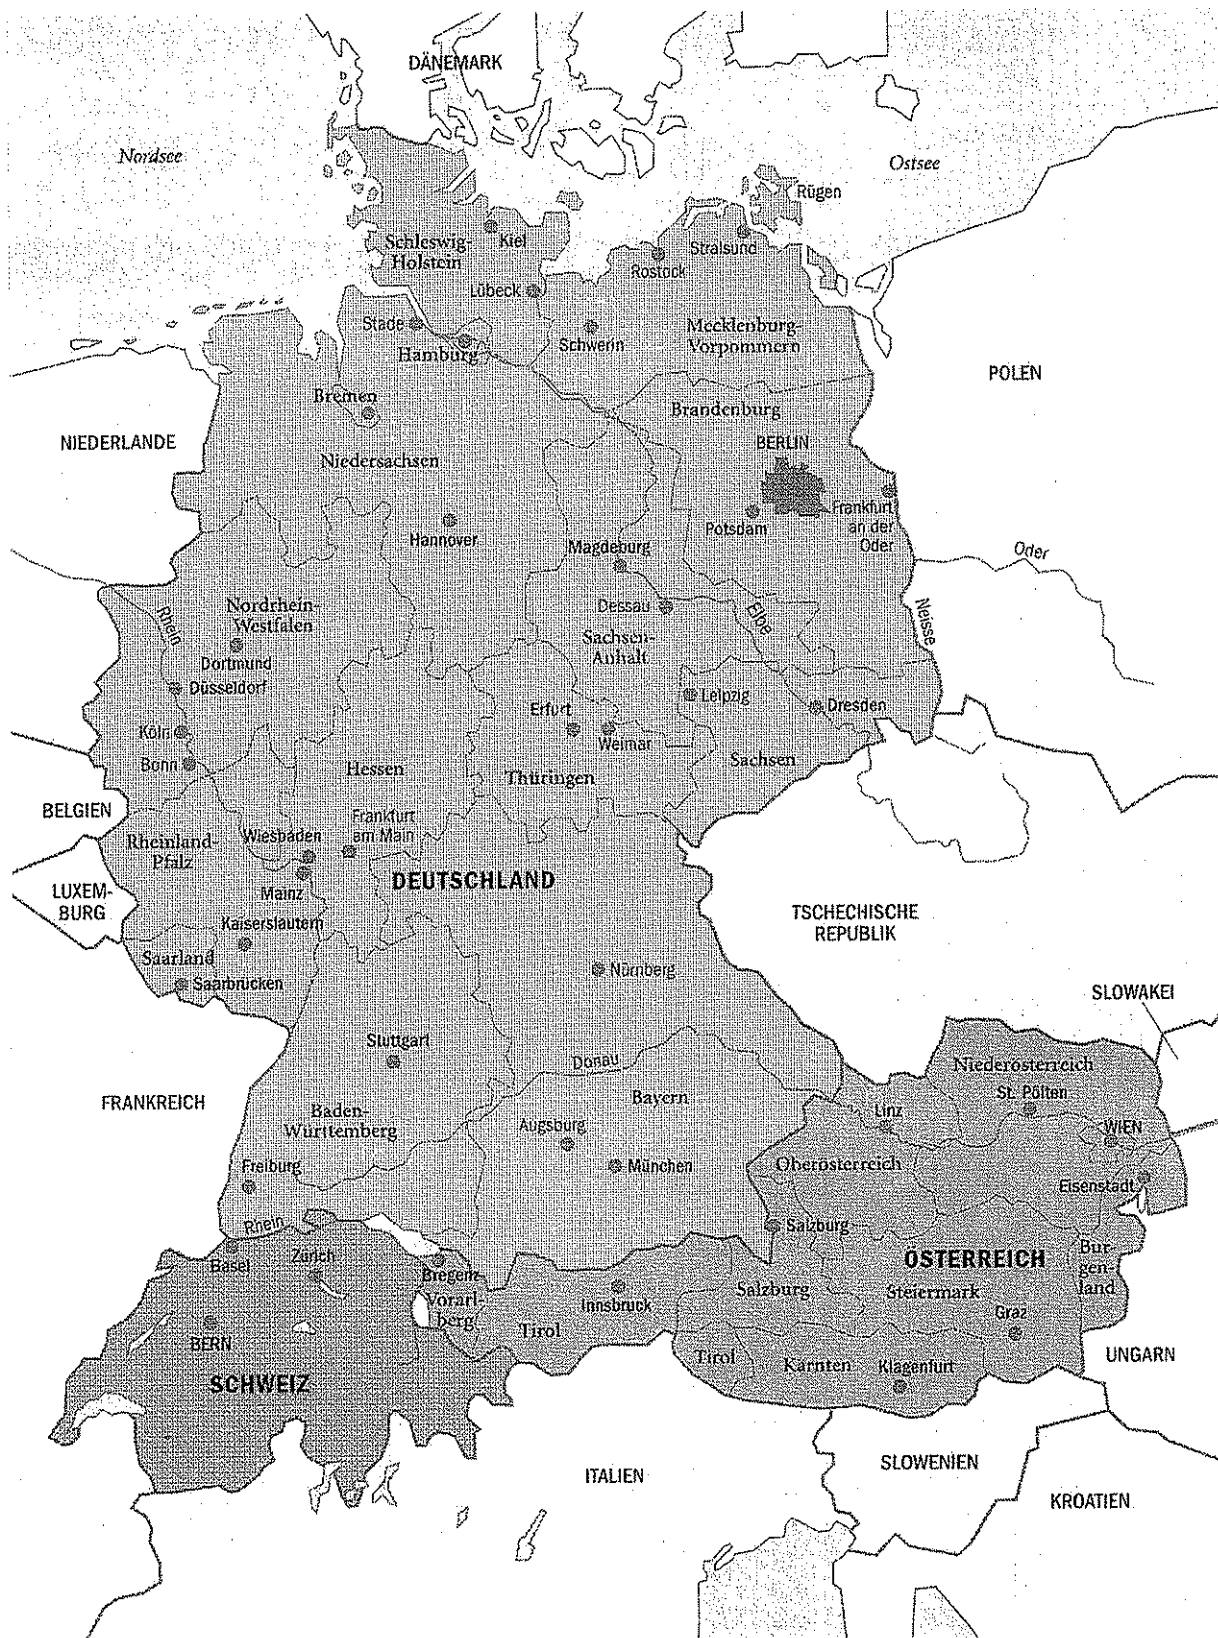 DÄNEMARK
Nordsee
Ostsee
Rügen
Schleswig-
Holstein
Kiel
Stralsund
Rostock
Lübeck
Stade
Hamburg
Schwerin
Mecklenburg-
Vorpommern
POLEN
Bremen
Brandenburg
NIEDERLANDE
BERLIN
Niedersachsen
Potsdam
Frankfurt
an der
Oder
Hannover
Magdeburg
Oder
Rhein
Nordrhein-
Westfalen
Dessau
Elbe
Neisse
Sachsen-
Anhalt
Dortmund
Düsseldorf
Leipzig
Dresden
Erfurt
Weimar
Köln
Bonn
Hessen
Thüringen
Sachsen
BELGIEN
Rheinland-
Pfalz
Wiesbaden
Frankfurt
am Main
Mainz
DEUTSCHLAND
LUXEM-
BURG
Kaiserslautern
TSCHECHISCHE
REPUBLIK
Saarland
Saarbrücken
Nürnberg
SLOWAKEI
Stuttgart
Donau
Niederösterreich
St. Pölten
FRANKREICH
Baden-
Württemberg
Bayern
Linz
Augsburg
WIEN
Freiburg
München
Oberösterreich
Eisenstadt
Rhein
Salzburg
Basel
Zürich
Bregenz
ÖSTERREICH
Bur-
gen-
land
Vorarl-
berg
Innsbruck
Salzburg
Steiermark
BERN
Tirol
Graz
Tirol
Kärnten
Klagenfurt
UNGARN
SCHWEIZ
ITALIEN
SLOWENIEN
KROATIEN